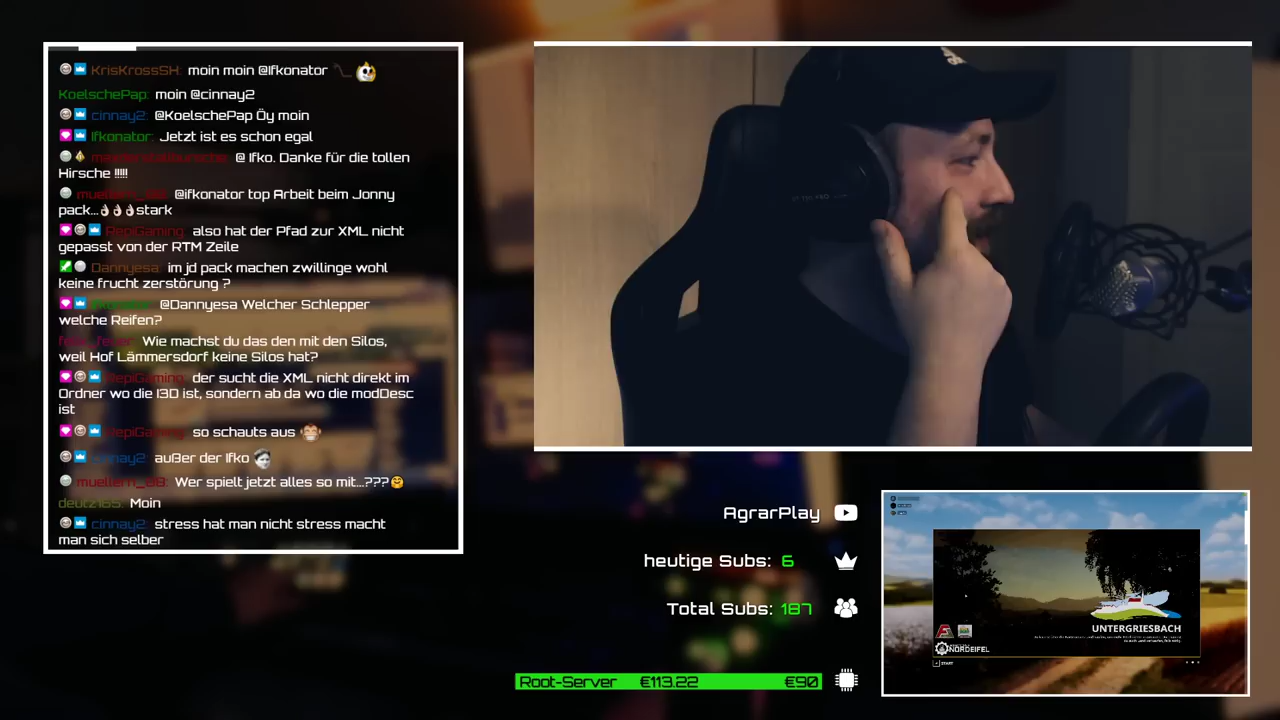 KrisKrossSH: moin moin @Ifkonator
KoelschePap: moin @cinnay2
cinnay2: @KoelschePap Öy moin
Ifkonator: Jetzt ist es schon egal
@ Ifko. Danke für die tollen
Hirsche !!!!!
muellern_08: @ifkonator top Arbeit beim Jonny
pack...👌🏻👌🏻👌🏻stark
RepiGaming: also hat der Pfad zur XML nicht
gepasst von der RTM Zeile
Dannyesa: im jd pack machen zwillinge wohl
keine frucht zerstörung ?
Ifkonator: @Dannyesa Welcher Schlepper
welche Reifen?
Wie machst du das den mit den Silos,
weil Hof Lämmersdorf keine Silos hat?
RepiGaming: der sucht die XML nicht direkt im
Ordner wo die I3D ist, sondern ab da wo die modDesc
ist
RepiGaming: so schauts aus
cinnay2: außer der Ifko
muellern_08: Wer spielt jetzt alles so mit...???🤗
deutz165: Moin
cinnay2: stress hat man nicht stress macht
man sich selber
AgrarPlay
heutige Subs: 6
Total Subs: 187
Root-Server €113.22 €90
UNTERGRIESBACH
NORDEIFEL
START